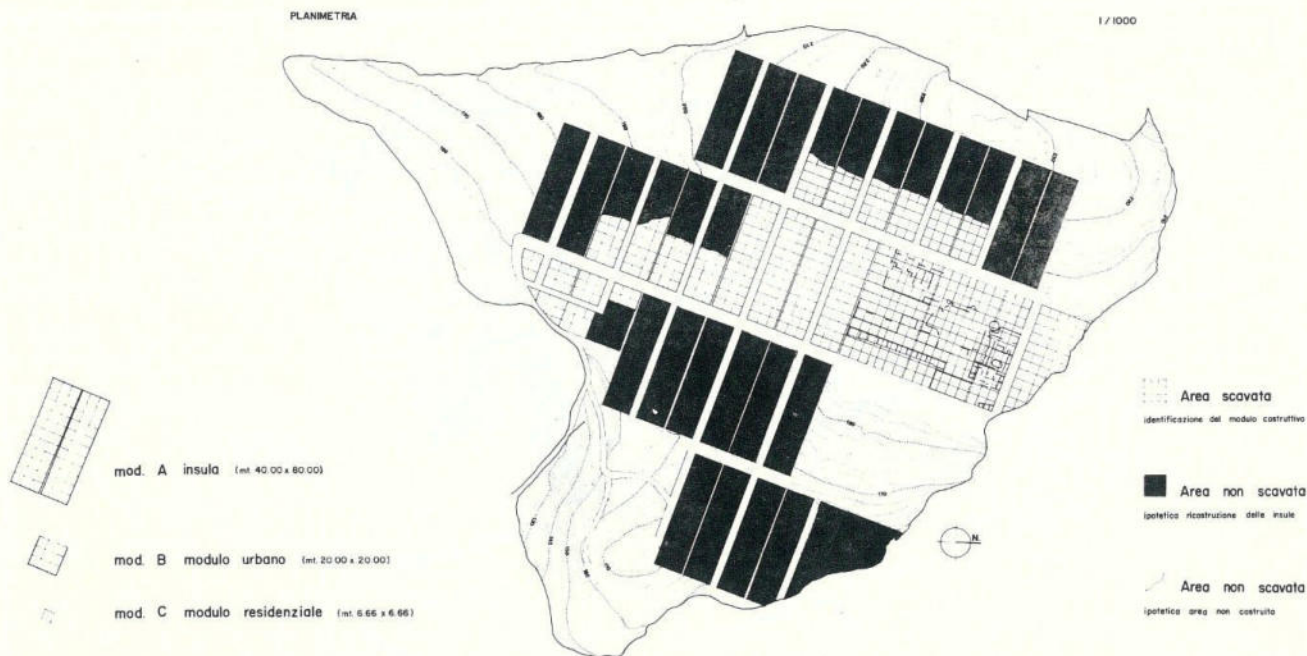 PLANIMETRIA
1/1000
N.
mod. A insula (mt. 40.00 x 80.00)
mod. B modulo urbano (mt. 20.00 x 20.00)
mod. C modulo residenziale (mt. 6.66 x 6.66)
Area scavata
identificazione del modulo costruttivo
Area non scavata
ipotetica ricostruzione delle insule
Area non scavata
ipotetica area non costruita